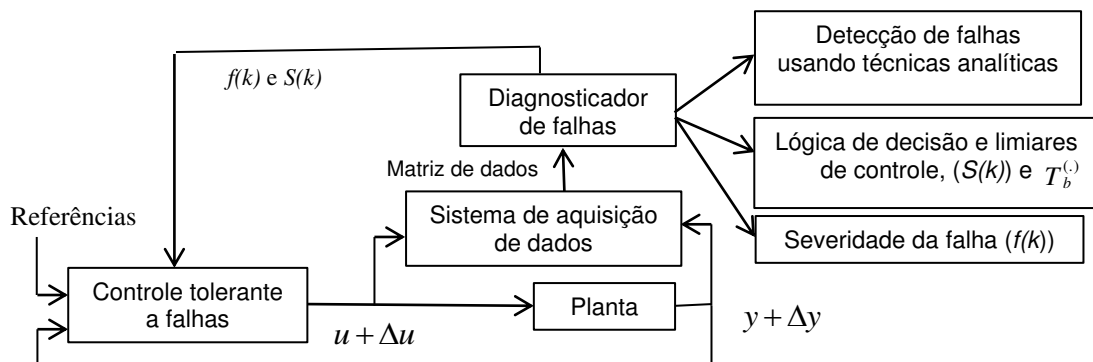 Detecção de falhas
usando técnicas analíticas
f(k) e S(k)
Diagnosticador
de falhas
Lógica de decisão e limiares
de controle, (S(k)) e T_b^{(.)}
Matriz de dados
Referências
Sistema de aquisição
de dados
Severidade da falha (f(k))
Controle tolerante
a falhas
Planta
u + Δu
y + Δy